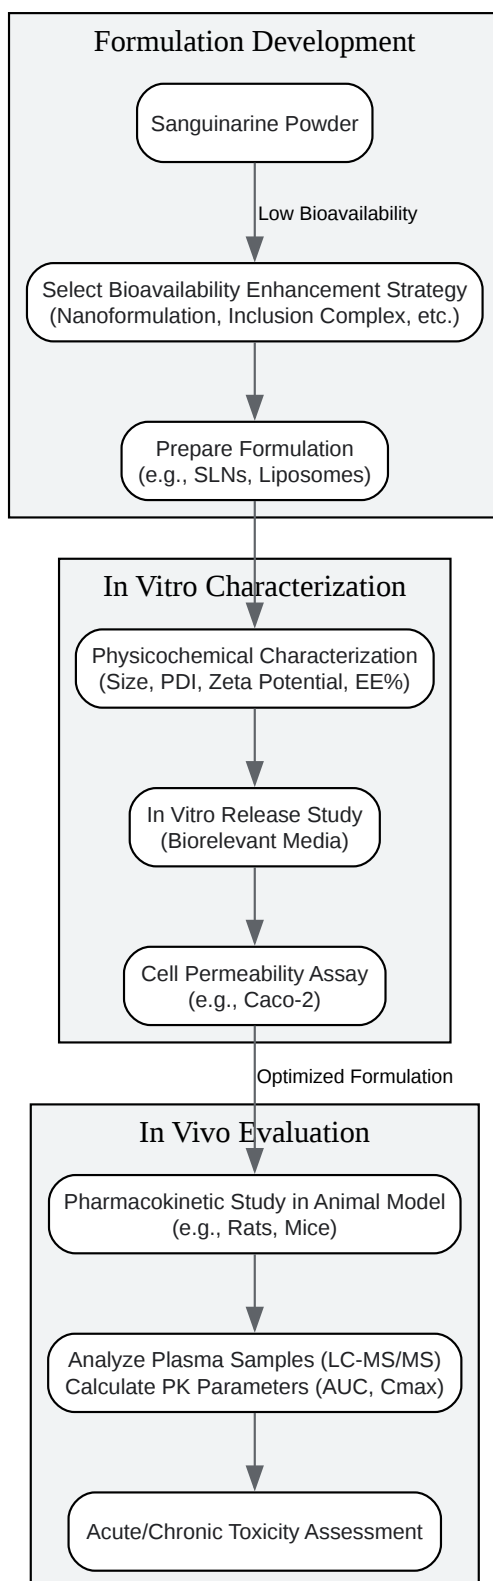 Formulation Development
Sanguinarine Powder
Low Bioavailability
Select Bioavailability Enhancement Strategy
(Nanoformulation, Inclusion Complex, etc.)
Prepare Formulation
(e.g., SLNs, Liposomes)
In Vitro Characterization
Physicochemical Characterization
(Size, PDI, Zeta Potential, EE%)
In Vitro Release Study
(Biorelevant Media)
Cell Permeability Assay
(e.g., Caco-2)
Optimized Formulation
In Vivo Evaluation
Pharmacokinetic Study in Animal Model
(e.g., Rats, Mice)
Analyze Plasma Samples (LC-MS/MS)
Calculate PK Parameters (AUC, Cmax)
Acute/Chronic Toxicity Assessment